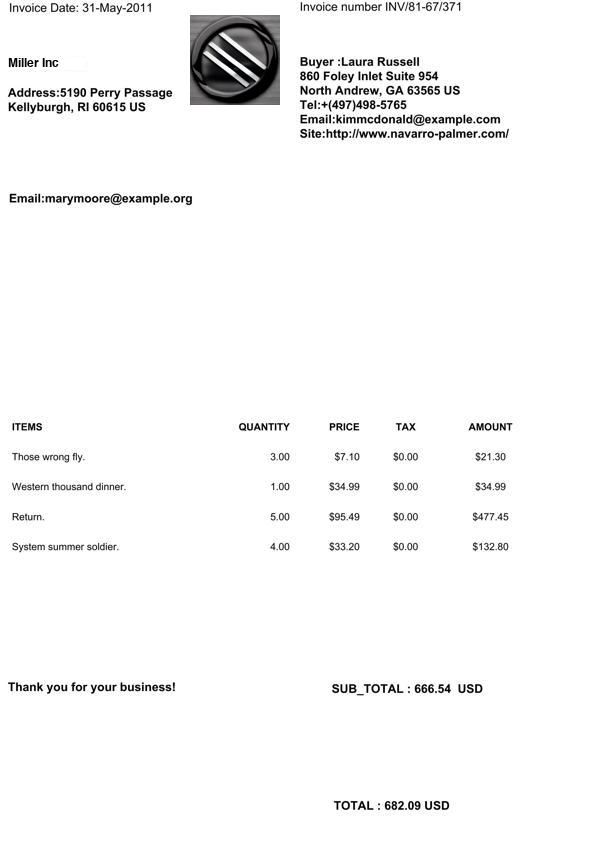 Invoice Date: 31-May-2011
Invoice number INV/81-67/371
Miller Inc
Address:5190 Perry Passage
Kellyburgh, RI 60615 US
Buyer :Laura Russell
860 Foley Inlet Suite 954
North Andrew, GA 63565 US
Tel:+(497)498-5765
Email:kimmcdonald@example.com
Site:http://www.navarro-palmer.com/
Email:marymoore@example.org
ITEMS QUANTITY PRICE TAX AMOUNT
Those wrong fly. 3.00 $7.10 $0.00 $21.30
Western thousand dinner. 1.00 $34.99 $0.00 $34.99
Return. 5.00 $95.49 $0.00 $477.45
System summer soldier. 4.00 $33.20 $0.00 $132.80
Thank you for your business!
SUB_TOTAL : 666.54 USD
TOTAL : 682.09 USD